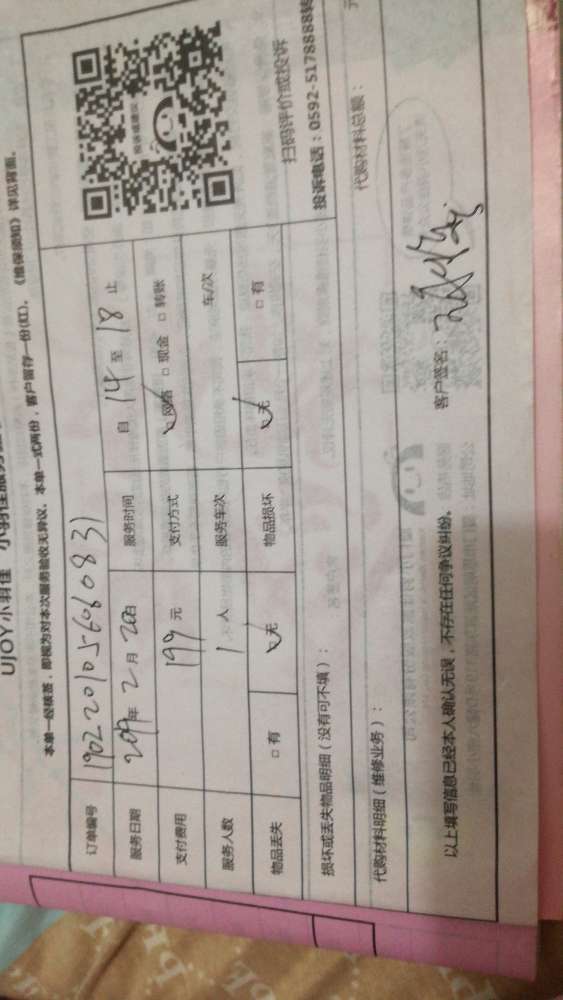 UJOY小羽佳 小羽佳服务
本单一经核签，即视为对本次服务验收无异议。本单一式两份，客户留存一份(红)。《维保须知》详见背面。
订单编号 190220105606083
服务日期 2019年2月20日 服务时间 自 14 至 18 止
支付费用 199 元 支付方式 ☑网络 □现金 □转账
服务人数 1 人 服务车次 车/次
物品丢失 □有 ☑无 物品损坏 ☑无 □有
扫码评价或投诉
投诉电话：0592-5178888转
损坏或丢失物品明细（没有可不填）：
代购材料明细（维修业务）： 代购材料总额： 元
以上填写信息已经本人确认无误，不存在任何争议纠纷。 客户签名：